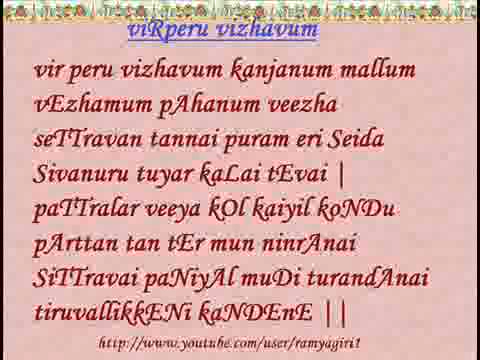 viRperu vizhavum
vir peru vizhavum kanjanum mallum
vEzhamum pAhanum veezha
seTTravan tannai puram eri Seida
Sivanuru tuyar kaLai tEvai |
paTTralar veeya kOl kaiyil koNDu
pArttan tan tEr mun ninrAnai
SiTTravai paNiyAl muDi turandAnai
tiruvallikkENi kaNDEnE ||
http://www.youtube.com/user/ramyagiri1